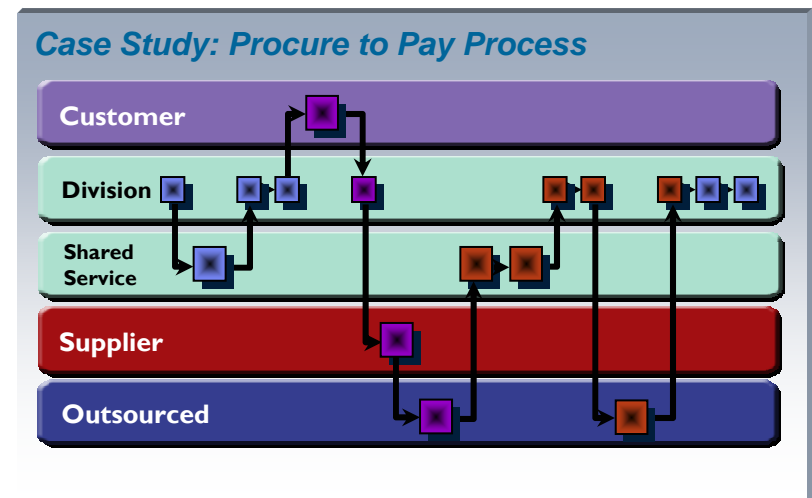 Case Study: Procure to Pay Process
Customer
Division
Shared
Service
Supplier
Outsourced